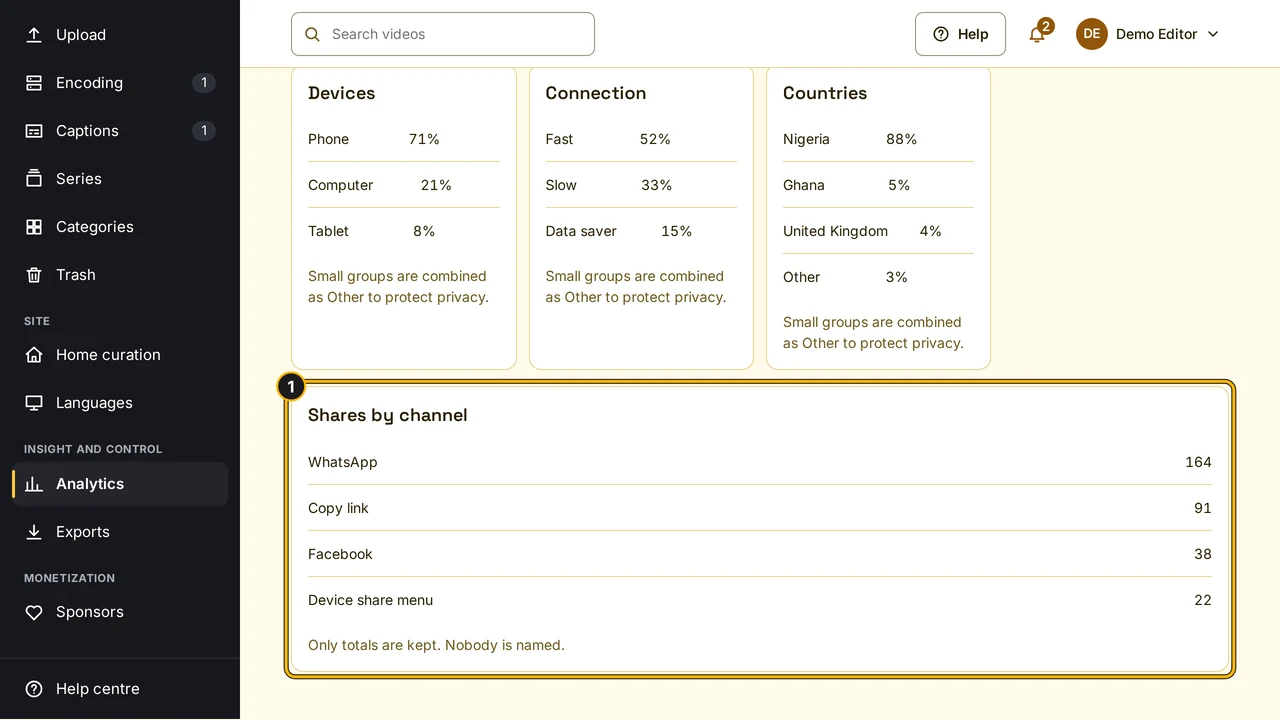 Upload
Encoding 1
Captions 1
Series
Categories
Trash
SITE
Home curation
Languages
INSIGHT AND CONTROL
Analytics
Exports
MONETIZATION
Sponsors
Help centre
Search videos
Help
2
DE Demo Editor
Devices
Phone 71%
Computer 21%
Tablet 8%
Small groups are combined
as Other to protect privacy.
Connection
Fast 52%
Slow 33%
Data saver 15%
Small groups are combined
as Other to protect privacy.
Countries
Nigeria 88%
Ghana 5%
United Kingdom 4%
Other 3%
Small groups are combined
as Other to protect privacy.
1
Shares by channel
WhatsApp 164
Copy link 91
Facebook 38
Device share menu 22
Only totals are kept. Nobody is named.